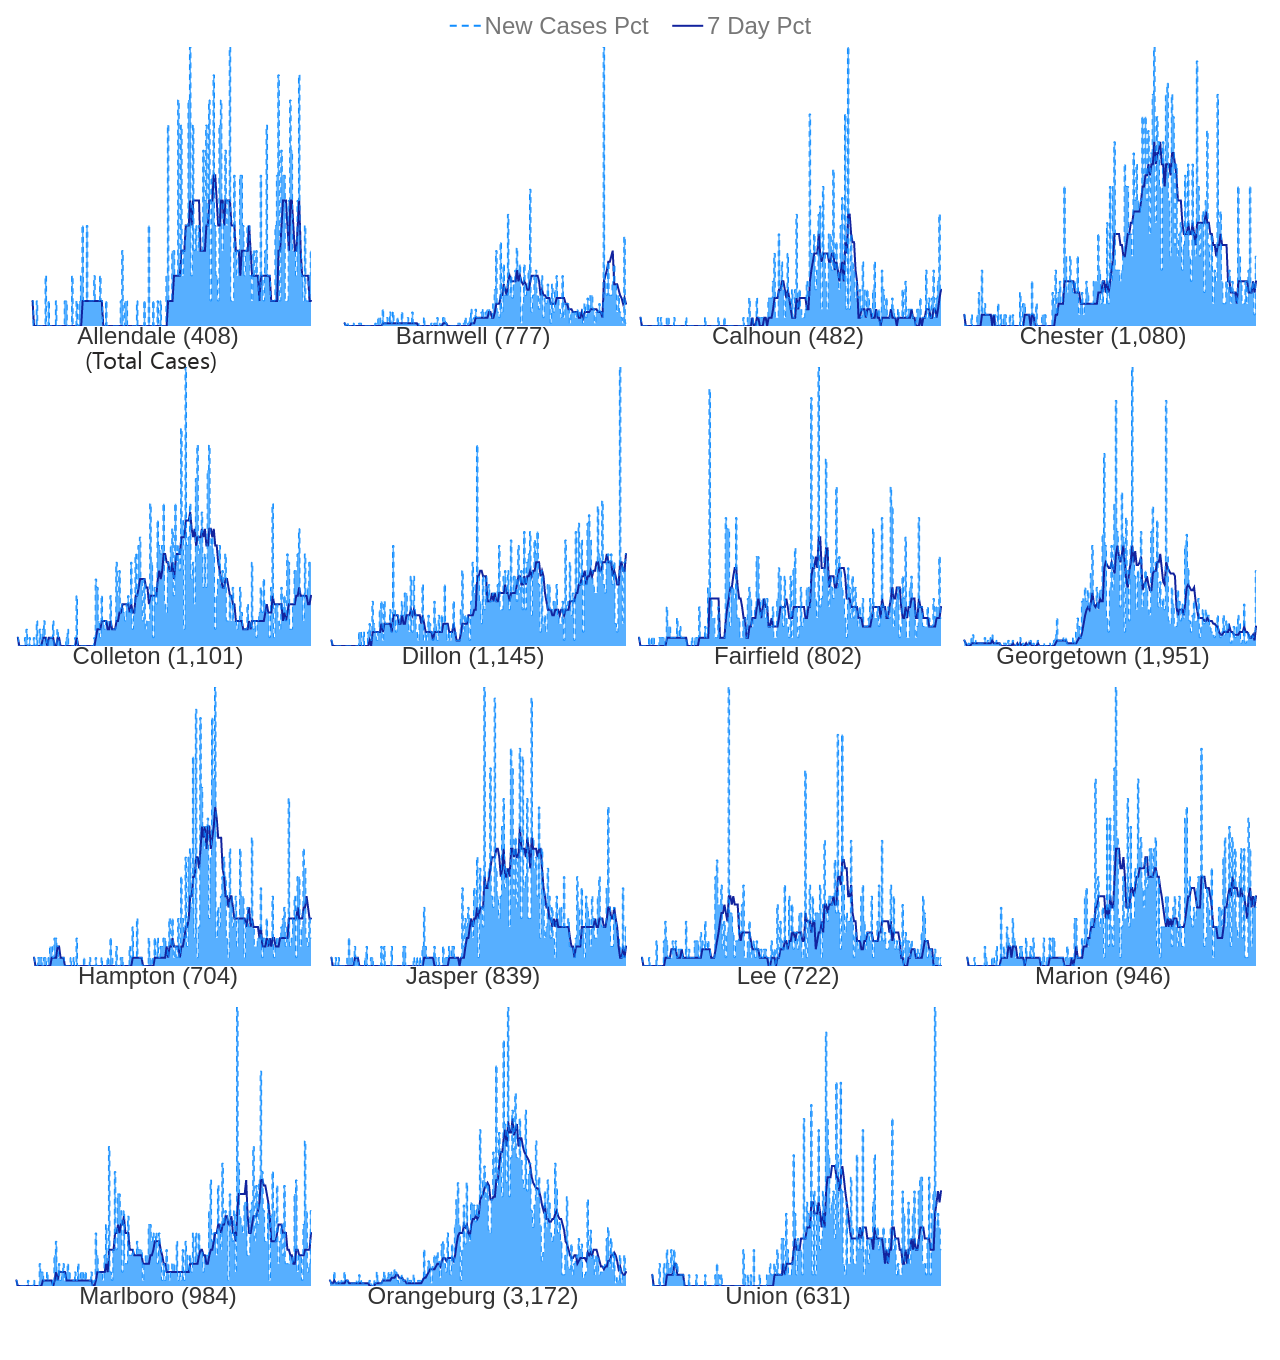 New Cases Pct 7 Day Pct
Allendale (408) Barnwell (777) Calhoun (482) Chester (1,080)
(Total Cases)
Colleton (1,101) Dillon (1,145) Fairfield (802) Georgetown (1,951)
Hampton (704) Jasper (839) Lee (722) Marion (946)
Marlboro (984) Orangeburg (3,172) Union (631)